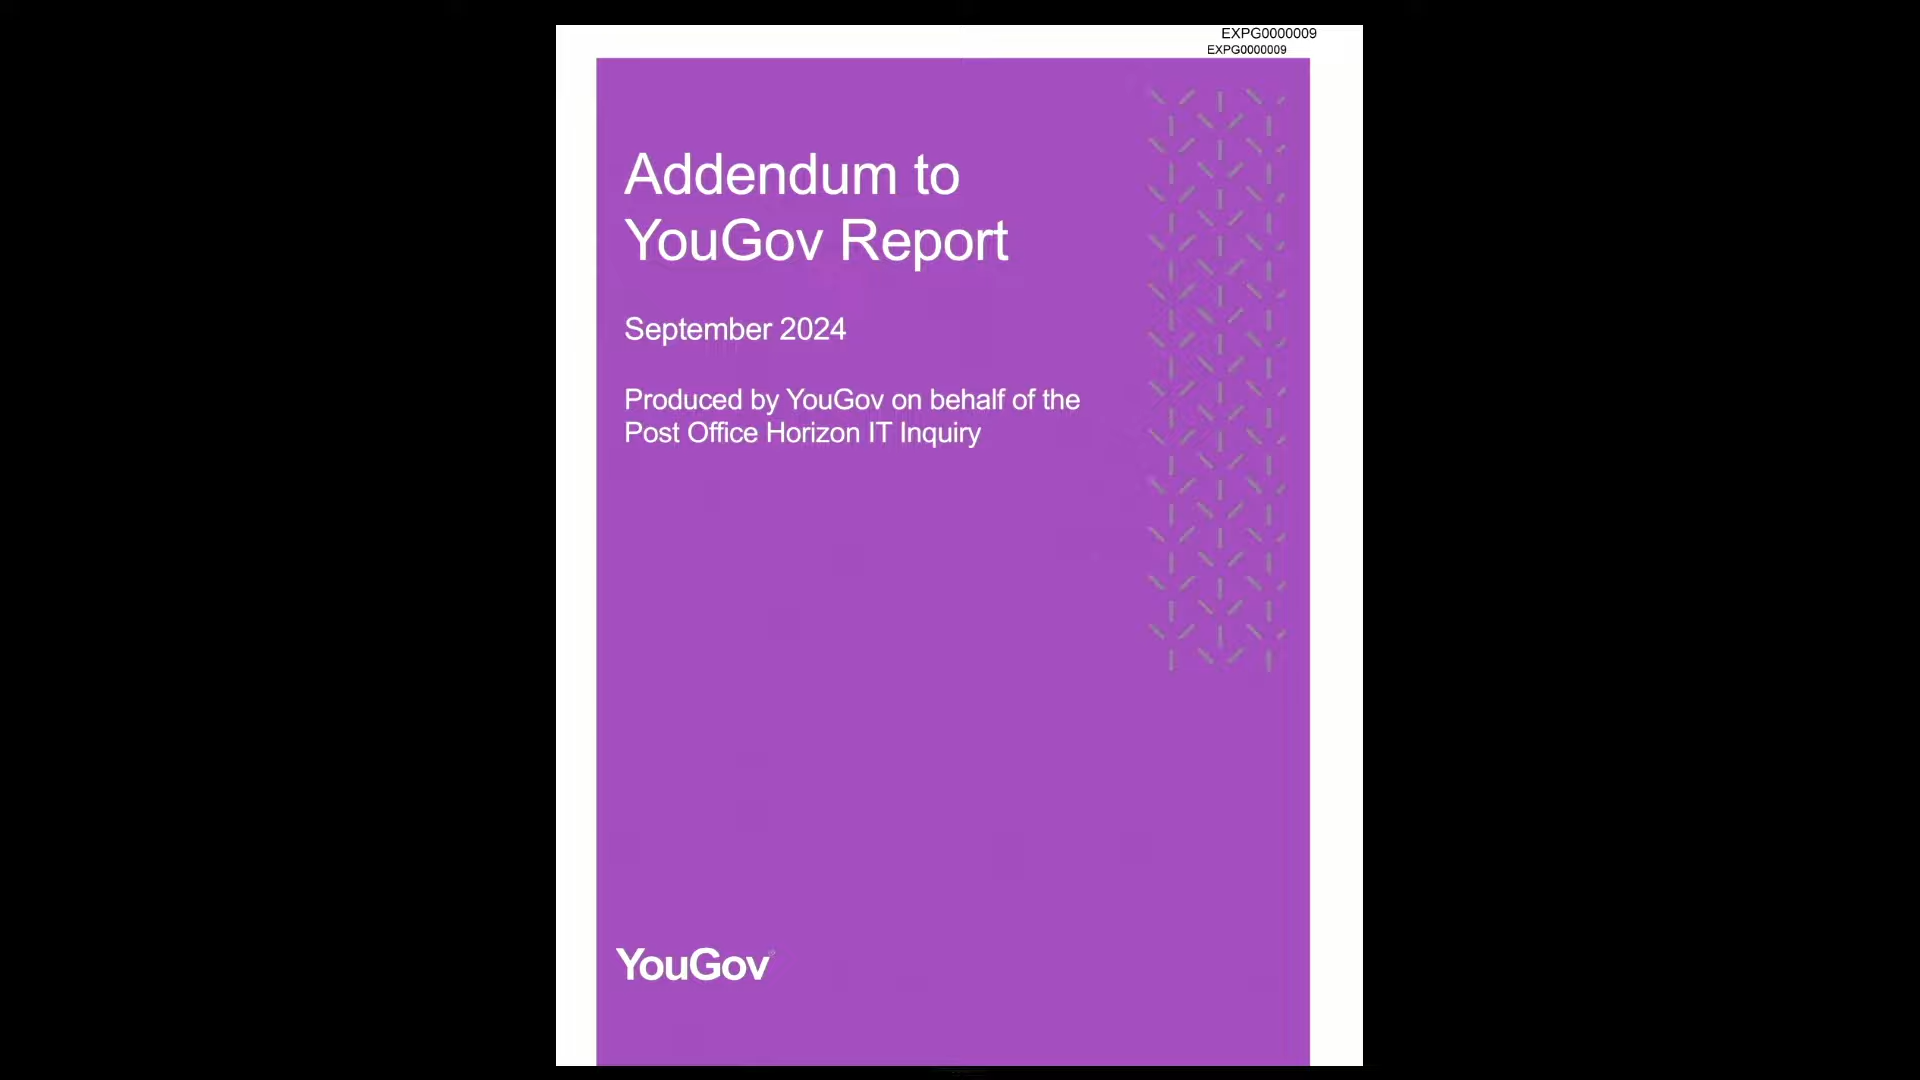 EXPG0000009
EXPG0000009
Addendum to
YouGov Report
September 2024
Produced by YouGov on behalf of the
Post Office Horizon IT Inquiry
YouGov